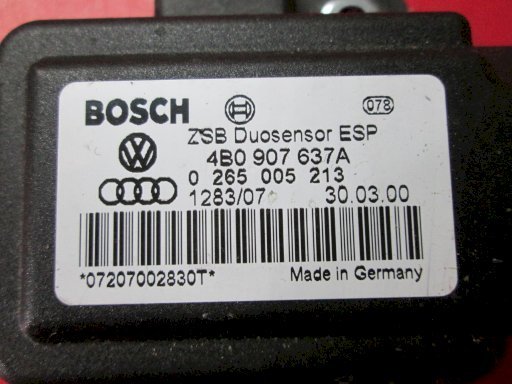 BOSCH 078
ZSB Duosensor ESP
4B0 907 637A
0 265 005 213
1283/07 30.03.00
*07207002830T* Made in Germany